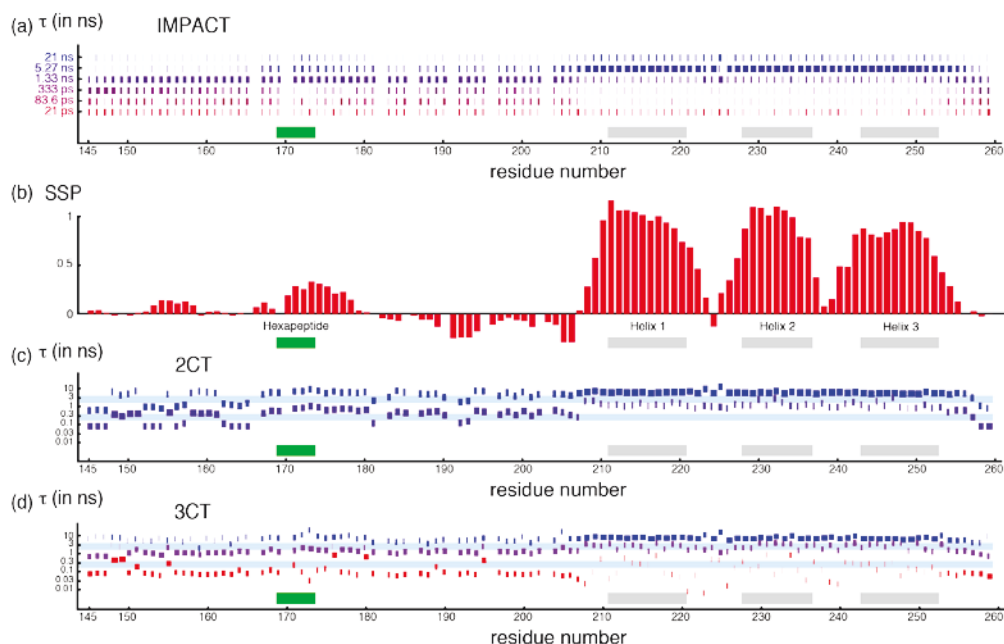 (a) τ (in ns) IMPACT
21 ns
5.27 ns
1.33 ns
333 ps
83.6 ps
21 ps
145 150 160 170 180 190 200 210 220 230 240 250 260
residue number
(b) SSP
1
0.5
0
Hexapeptide Helix 1 Helix 2 Helix 3
(c) τ (in ns) 2CT
10
3
1
0.3
0.1
0.03
0.01
145 150 160 170 180 190 200 210 220 230 240 250 260
residue number
(d) τ (in ns) 3CT
10
3
1
0.3
0.1
0.03
0.01
145 150 160 170 180 190 200 210 220 230 240 250 260
residue number